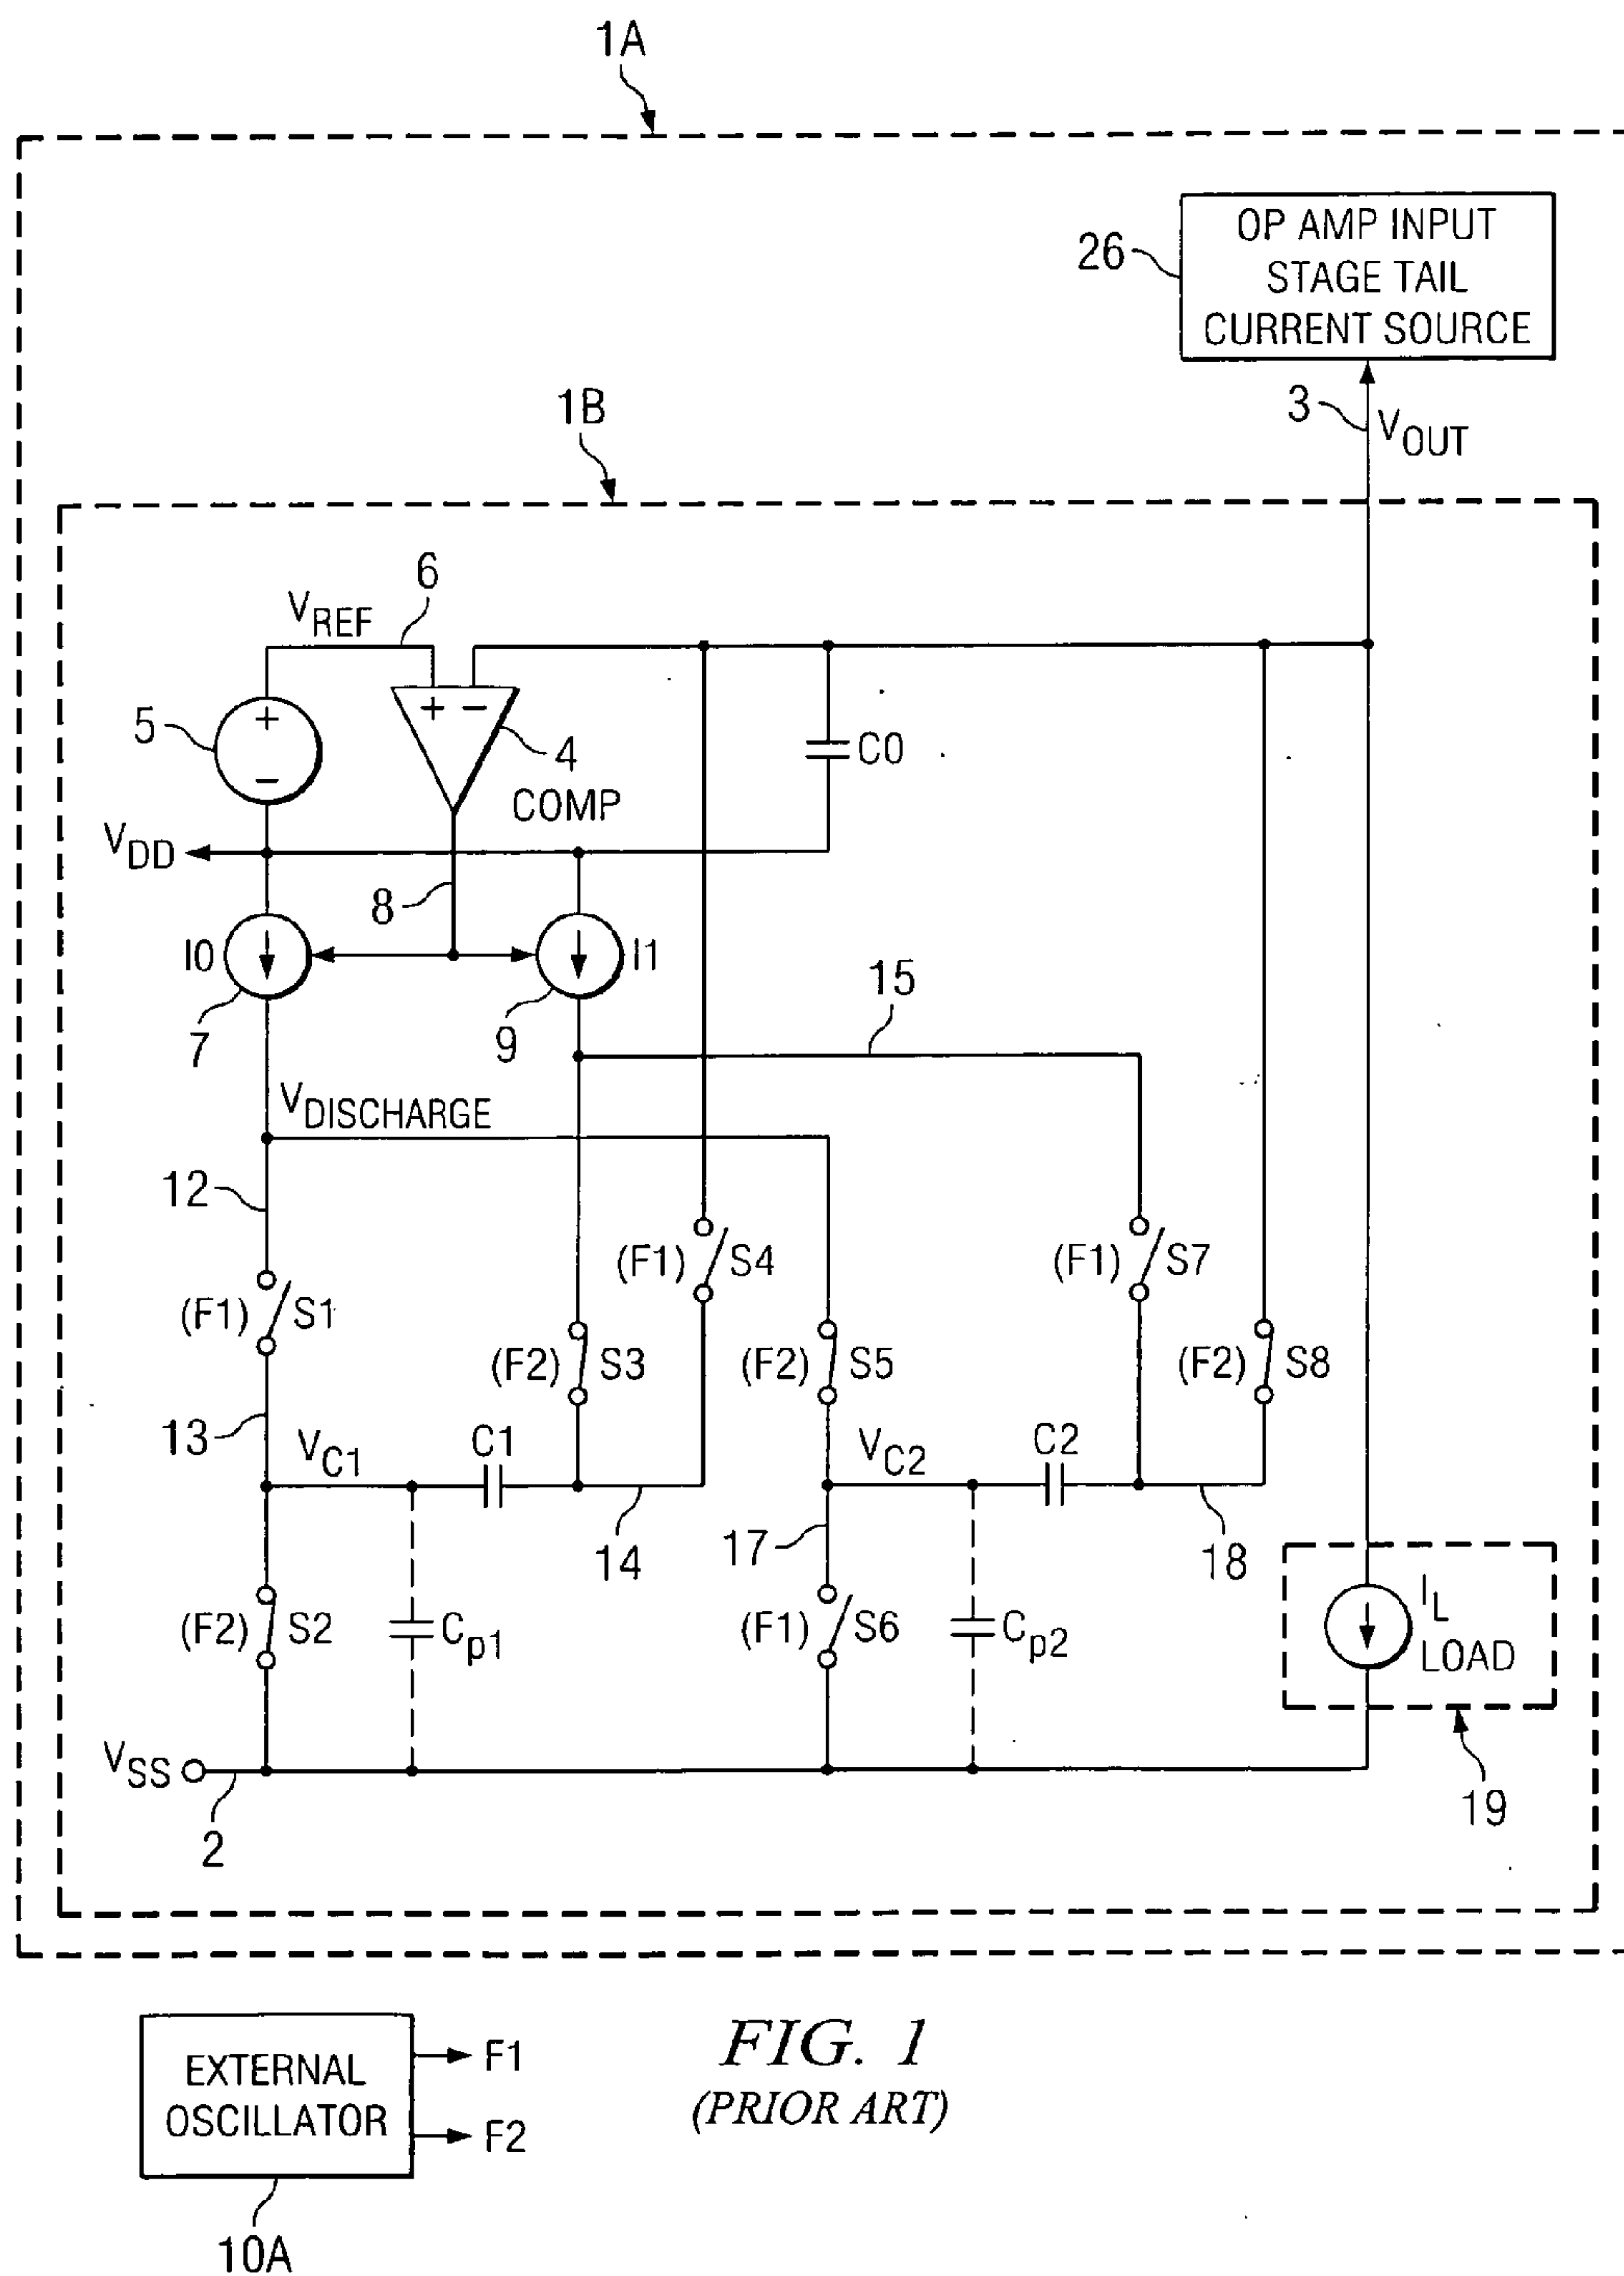 1A
OP AMP INPUT
STAGE TAIL
CURRENT SOURCE
26
3
VOUT
1B
6
VREF
+
−
5
+ −
4
COMP
C0
VDD
8
I0
I1
7
9
15
VDISCHARGE
12
(F1) S1
(F2) S3
(F1) S4
(F2) S5
(F1) S7
(F2) S8
13
VC1
C1
14
VC2
C2
17
18
(F2) S2
Cp1
(F1) S6
Cp2
IL
LOAD
19
VSS
2
EXTERNAL
OSCILLATOR
F1
F2
10A
FIG. 1
(PRIOR ART)